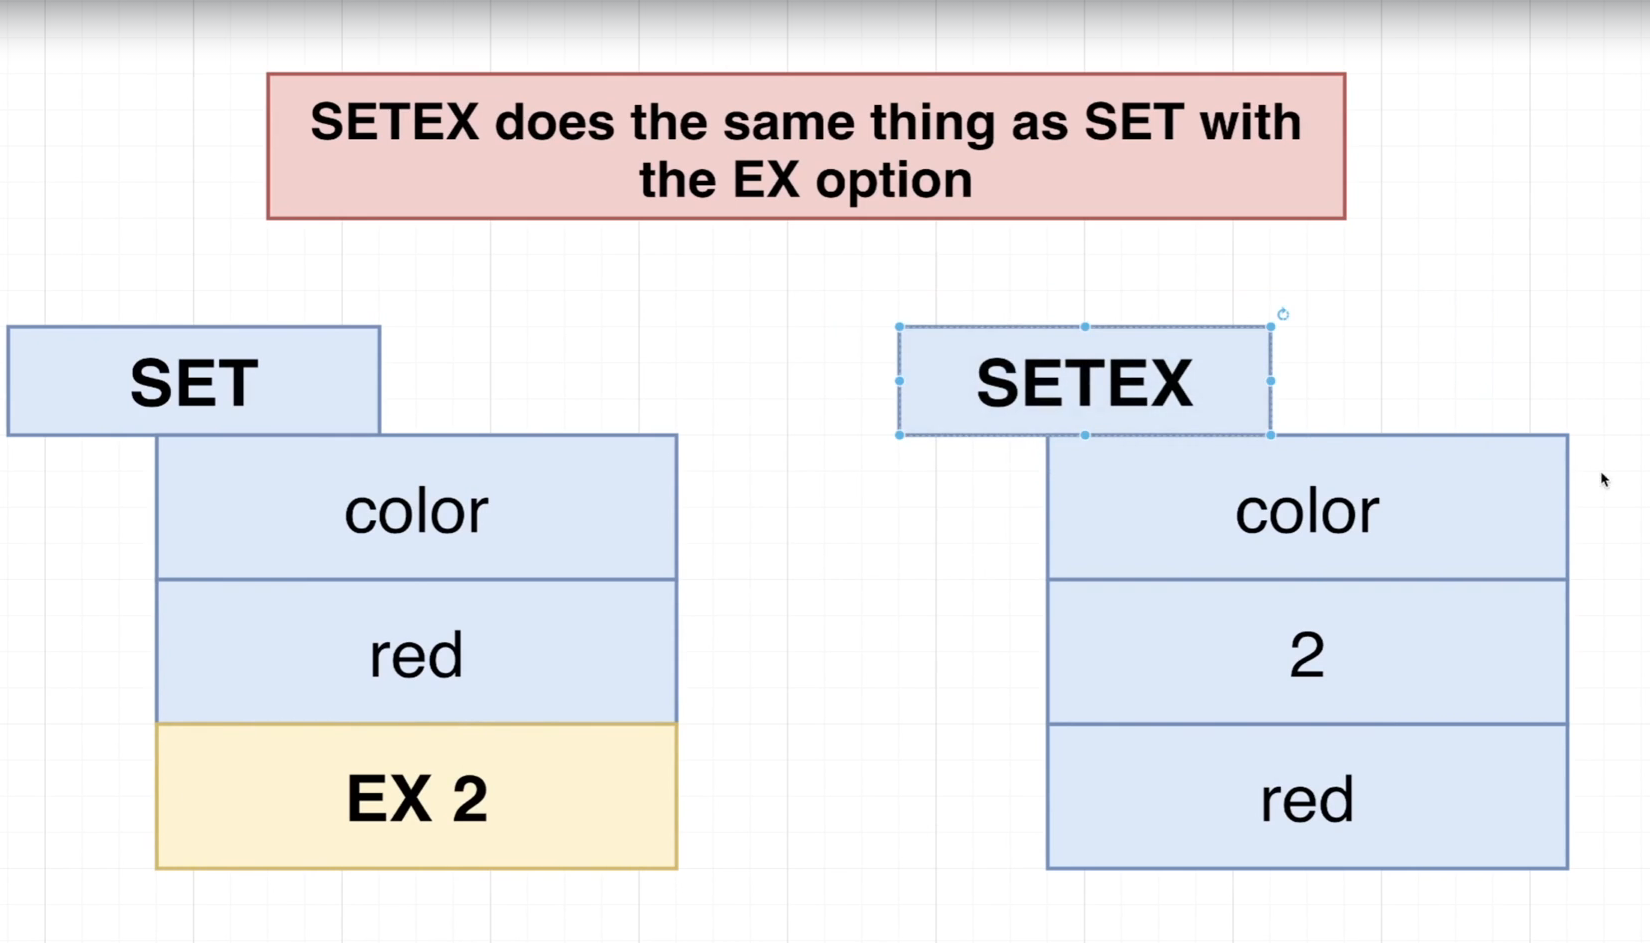 SETEX does the same thing as SET with
the EX option
SET
color
red
EX 2
SETEX
color
2
red